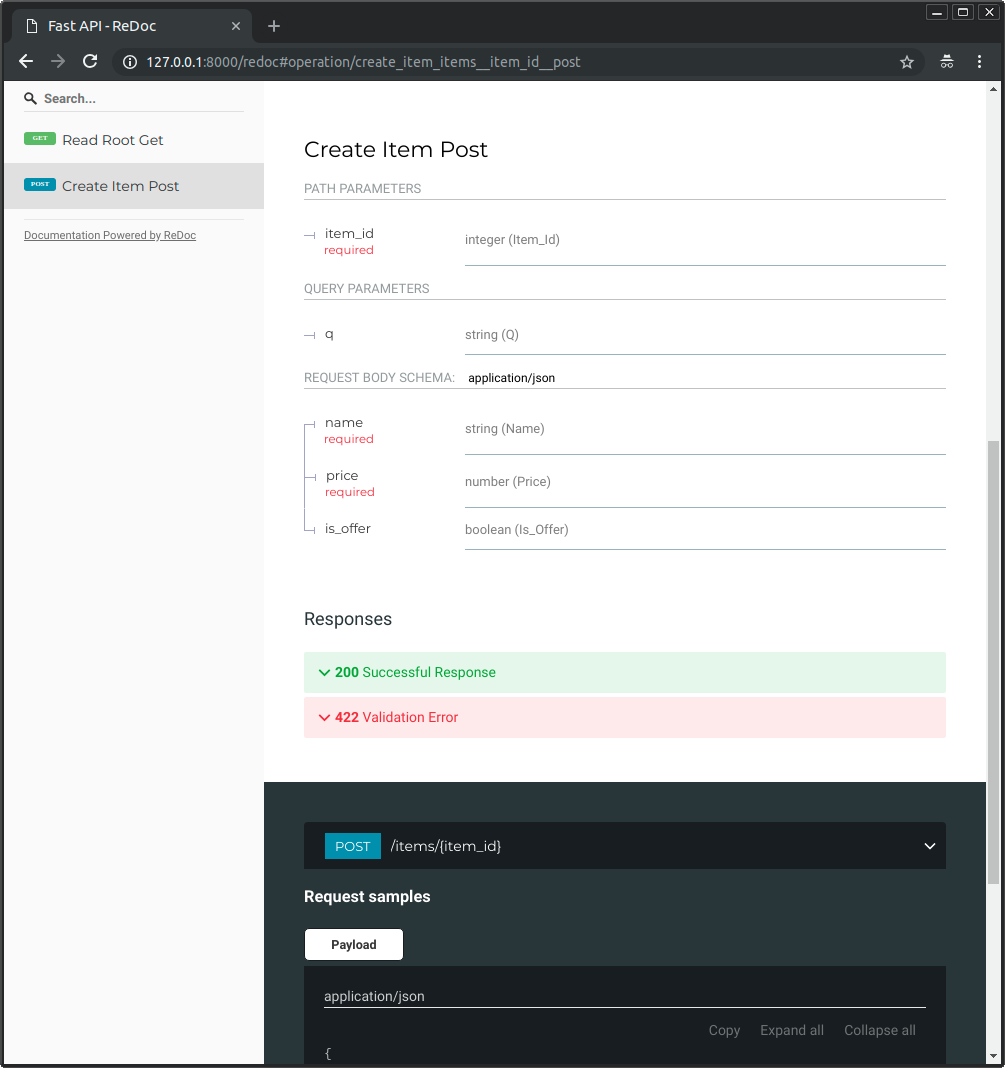 Fast API - ReDoc
127.0.0.1:8000/redoc#operation/create_item_items__item_id__post
Search...
GET Read Root Get
POST Create Item Post
Documentation Powered by ReDoc
Create Item Post
PATH PARAMETERS
item_id
required
integer (Item_Id)
QUERY PARAMETERS
q
string (Q)
REQUEST BODY SCHEMA: application/json
name
required
string (Name)
price
required
number (Price)
is_offer
boolean (Is_Offer)
Responses
200 Successful Response
422 Validation Error
POST /items/{item_id}
Request samples
Payload
application/json
Copy Expand all Collapse all
{